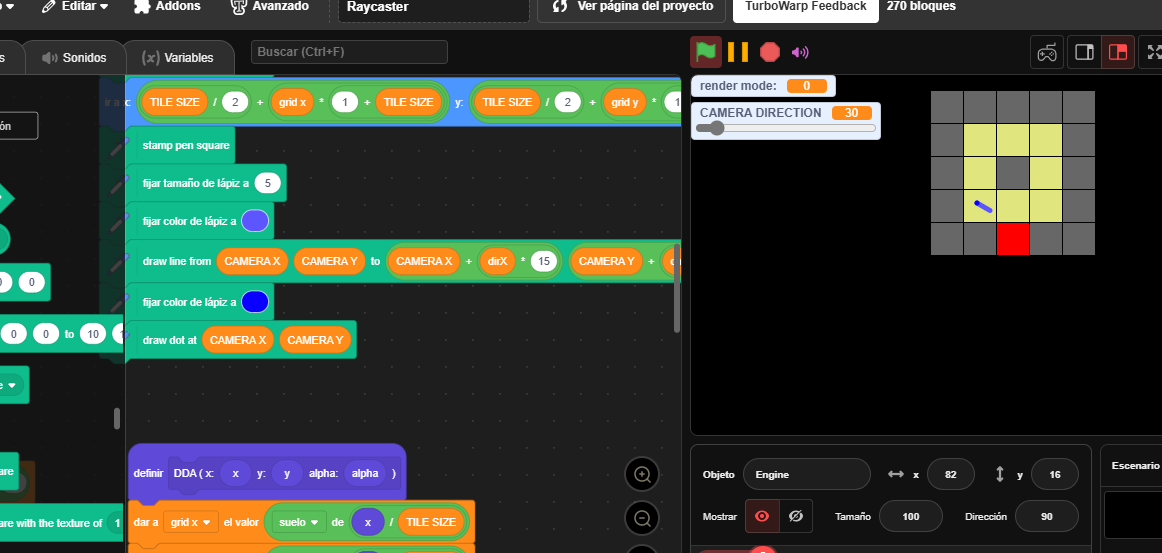 Editar
Addons
Avanzado
Raycaster
Ver página del proyecto
TurboWarp Feedback
270 bloques
Sonidos
(x) Variables
Buscar (Ctrl+F)
TILE SIZE / 2 + grid x * 1 + TILE SIZE y: TILE SIZE / 2 + grid y * 1
stamp pen square
fijar tamaño de lápiz a 5
fijar color de lápiz a
draw line from CAMERA X CAMERA Y to CAMERA X + dirX * 15 CAMERA Y +
fijar color de lápiz a
draw dot at CAMERA X CAMERA Y
0
0 0 to 10
are with the texture of 1
definir DDA ( x: x y: y alpha: alpha )
dar a grid x el valor suelo de x / TILE SIZE
render mode: 0
CAMERA DIRECTION 30
Objeto Engine x 82 y 16
Mostrar Tamaño 100 Dirección 90
Escenario